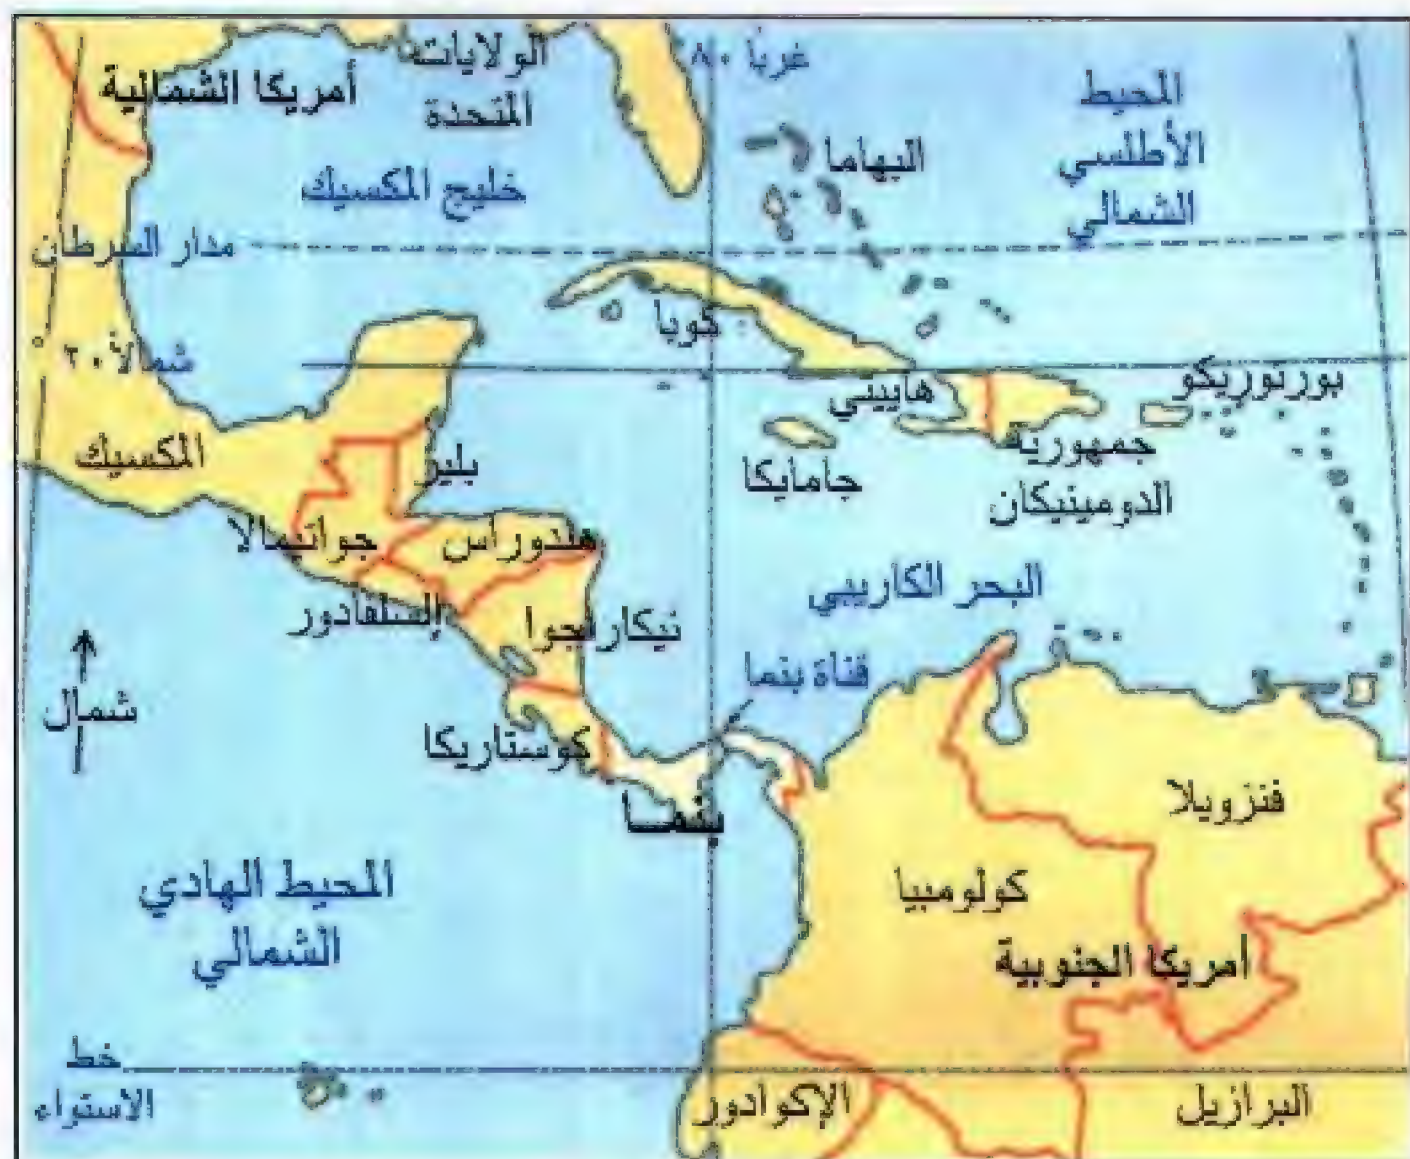 الولايات
المتحدة
أمريكا الشمالية
غرباً ٨٠
المحيط
الأطلسي
الشمالي
البهاما
خليج المكسيك
مدار السرطان
كوبا
شمالاً ٢٠°
هاييتي
بورتوريكو
جمهورية
الدومينيكان
جامايكا
المكسيك
بليز
جواتيمالا
هندوراس
السلفادور
نيكاراجوا
البحر الكاريبي
قناة بنما
شمال
كوستاريكا
بنمـا
فنزويلا
كولومبيا
المحيط الهادي
الشمالي
أمريكا الجنوبية
خط
الاستواء
الإكوادور
البرازيل